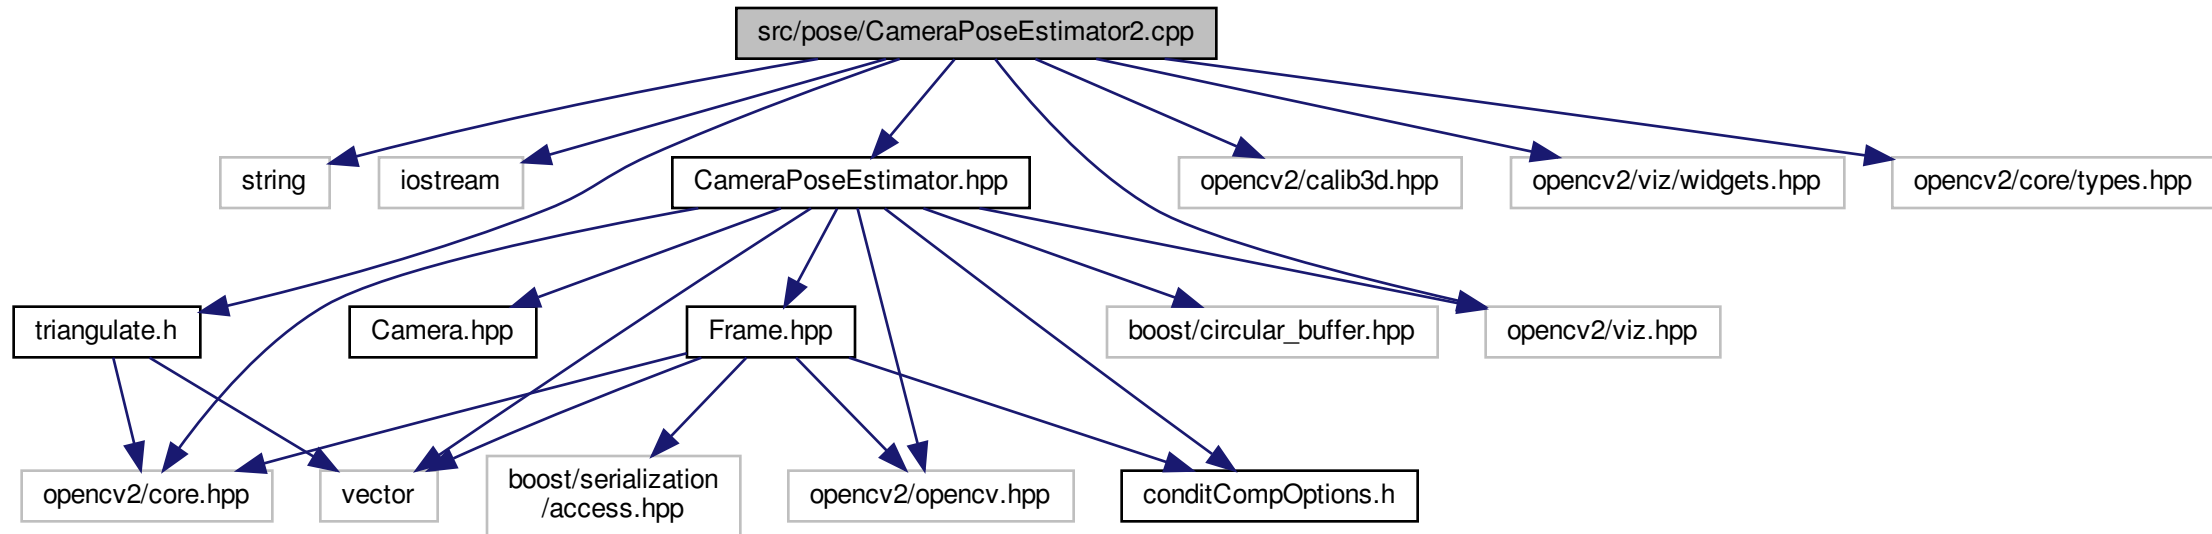 src/pose/CameraPoseEstimator2.cpp
string
iostream
CameraPoseEstimator.hpp
opencv2/calib3d.hpp
opencv2/viz/widgets.hpp
opencv2/core/types.hpp
triangulate.h
Camera.hpp
Frame.hpp
boost/circular_buffer.hpp
opencv2/viz.hpp
opencv2/core.hpp
vector
boost/serialization
/access.hpp
opencv2/opencv.hpp
conditCompOptions.h